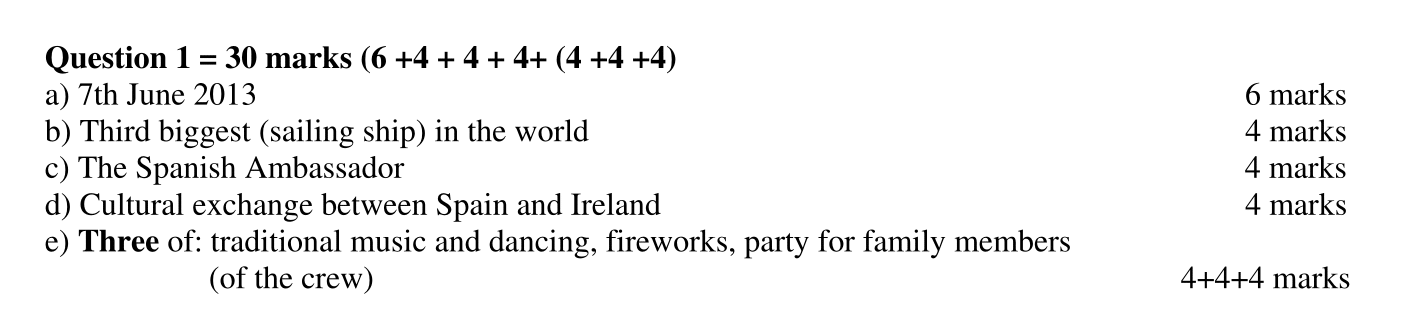 Question 1 = 30 marks (6 +4 + 4 + 4+ (4 +4 +4)
a) 7th June 2013 6 marks
b) Third biggest (sailing ship) in the world 4 marks
c) The Spanish Ambassador 4 marks
d) Cultural exchange between Spain and Ireland 4 marks
e) Three of: traditional music and dancing, fireworks, party for family members
(of the crew) 4+4+4 marks